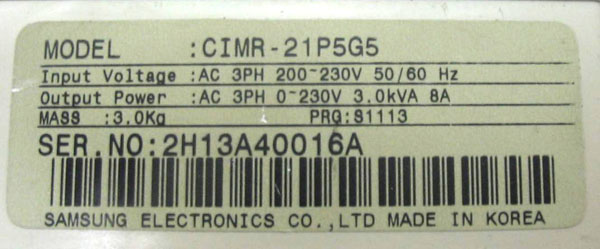 MODEL :CIMR-21P5G5
Input Voltage :AC 3PH 200~230V 50/60 Hz
Output Power :AC 3PH 0~230V 3.0kVA 8A
MASS :3.0Kg PRG:S1113
SER.NO:2H13A40016A
SAMSUNG ELECTRONICS CO.,LTD MADE IN KOREA